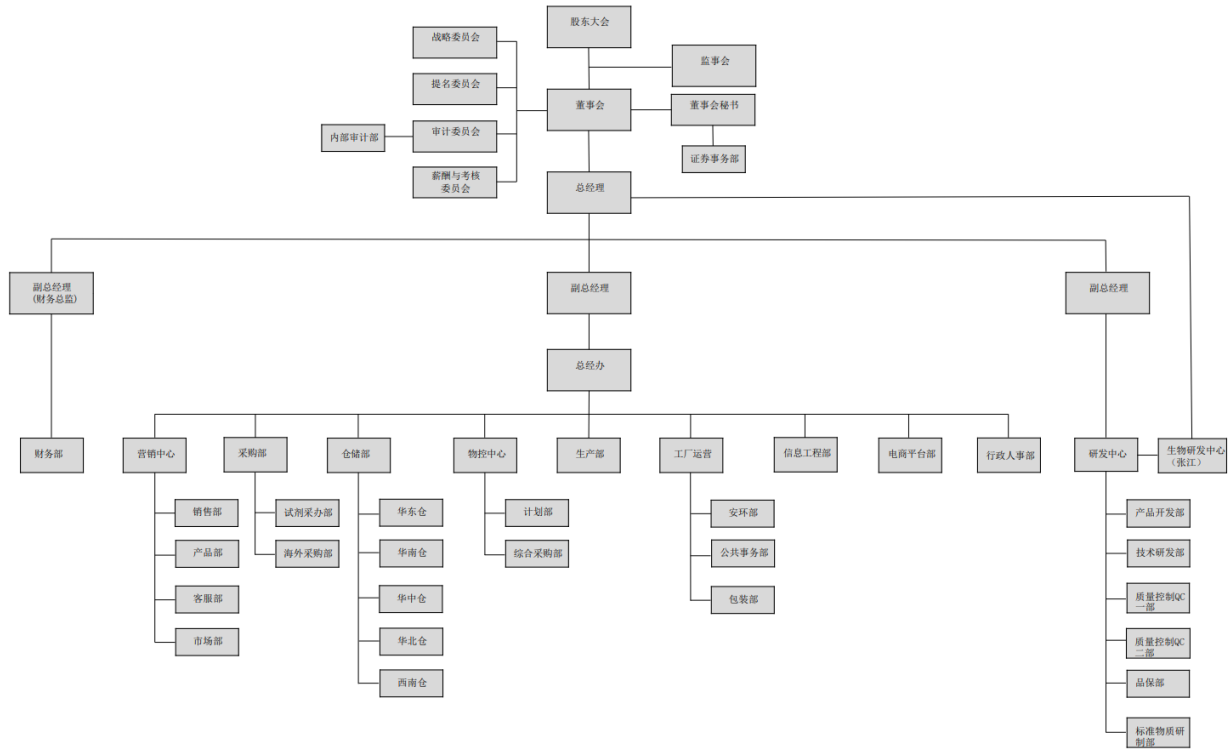 股东大会
战略委员会
监事会
提名委员会
董事会
董事会秘书
内部审计部
审计委员会
证券事务部
薪酬与考核
委员会
总经理
副总经理
(财务总监)
副总经理
副总经理
总经办
财务部
营销中心
采购部
仓储部
物控中心
生产部
工厂运营
信息工程部
电商平台部
行政人事部
研发中心
生物研发中心
（张江）
销售部
产品部
客服部
市场部
试剂采办部
海外采购部
华东仓
华南仓
华中仓
华北仓
西南仓
计划部
综合采购部
安环部
公共事务部
包装部
产品开发部
技术研发部
质量控制QC
一部
质量控制QC
二部
品保部
标准物质研
制部